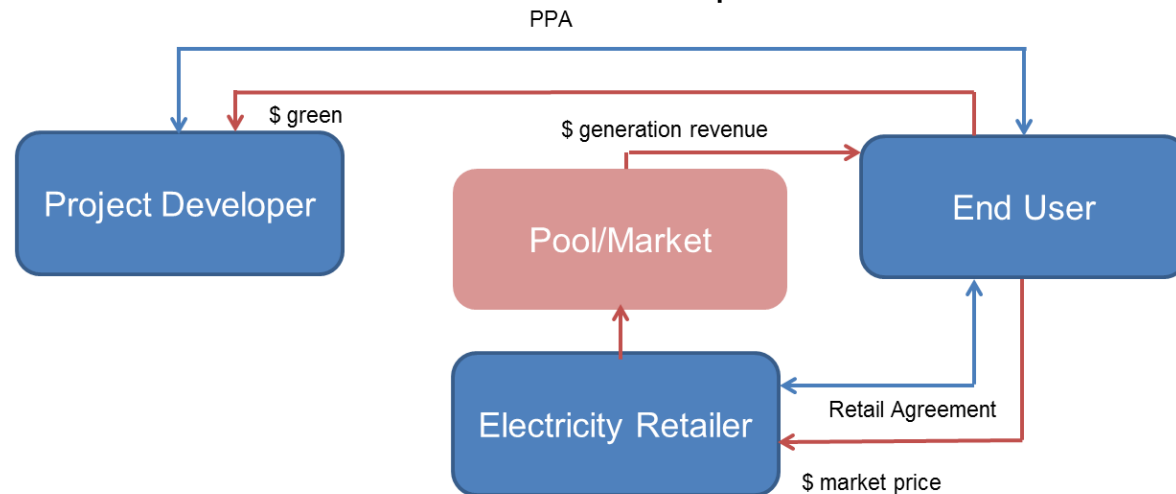 PPA
$ green
$ generation revenue
Project Developer
End User
Pool/Market
Electricity Retailer
Retail Agreement
$ market price